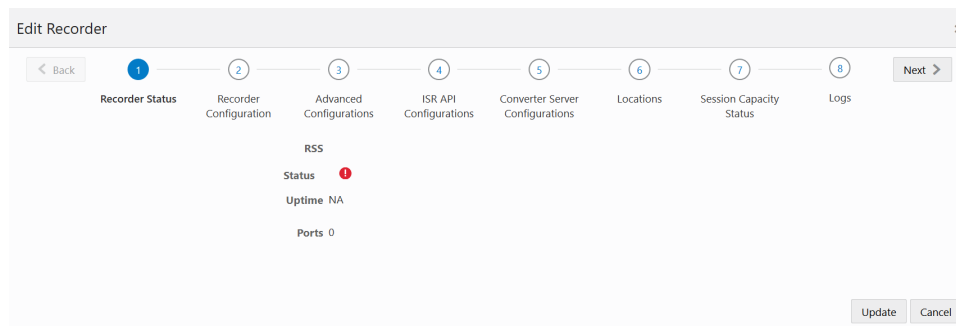 Edit Recorder
Back
1
2
3
4
5
6
7
8
Next
Recorder Status
Recorder
Configuration
Advanced
Configurations
ISR API
Configurations
Converter Server
Configurations
Locations
Session Capacity
Status
Logs
RSS
Status !
Uptime NA
Ports 0
Update
Cancel